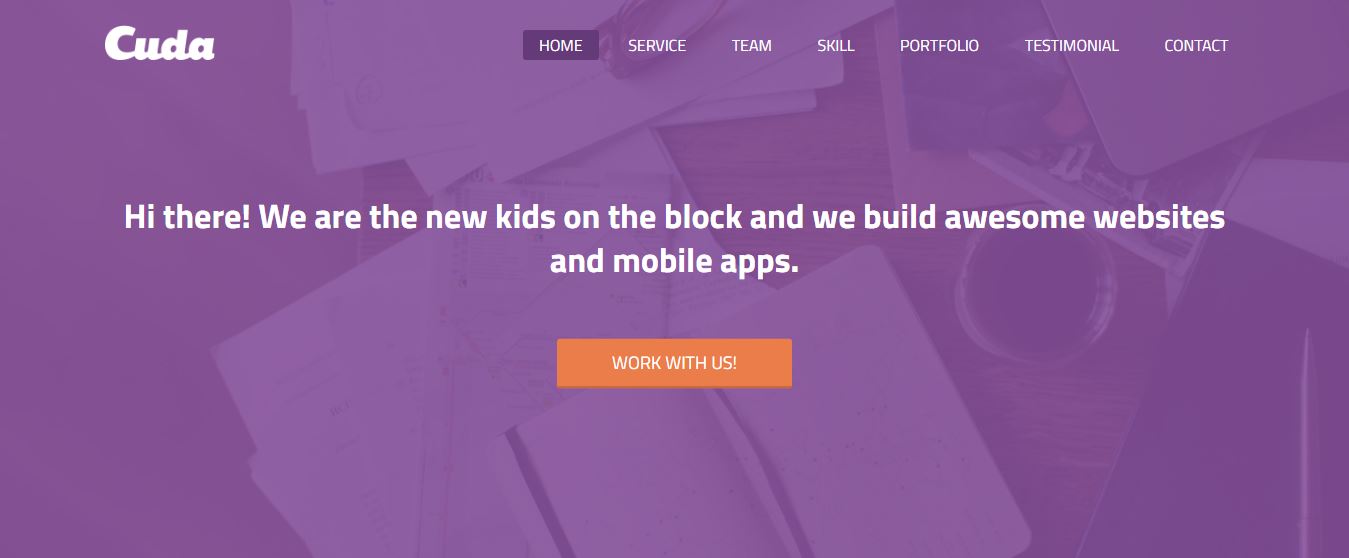 Cuda
HOME SERVICE TEAM SKILL PORTFOLIO TESTIMONIAL CONTACT
Hi there! We are the new kids on the block and we build awesome websites
and mobile apps.
WORK WITH US!